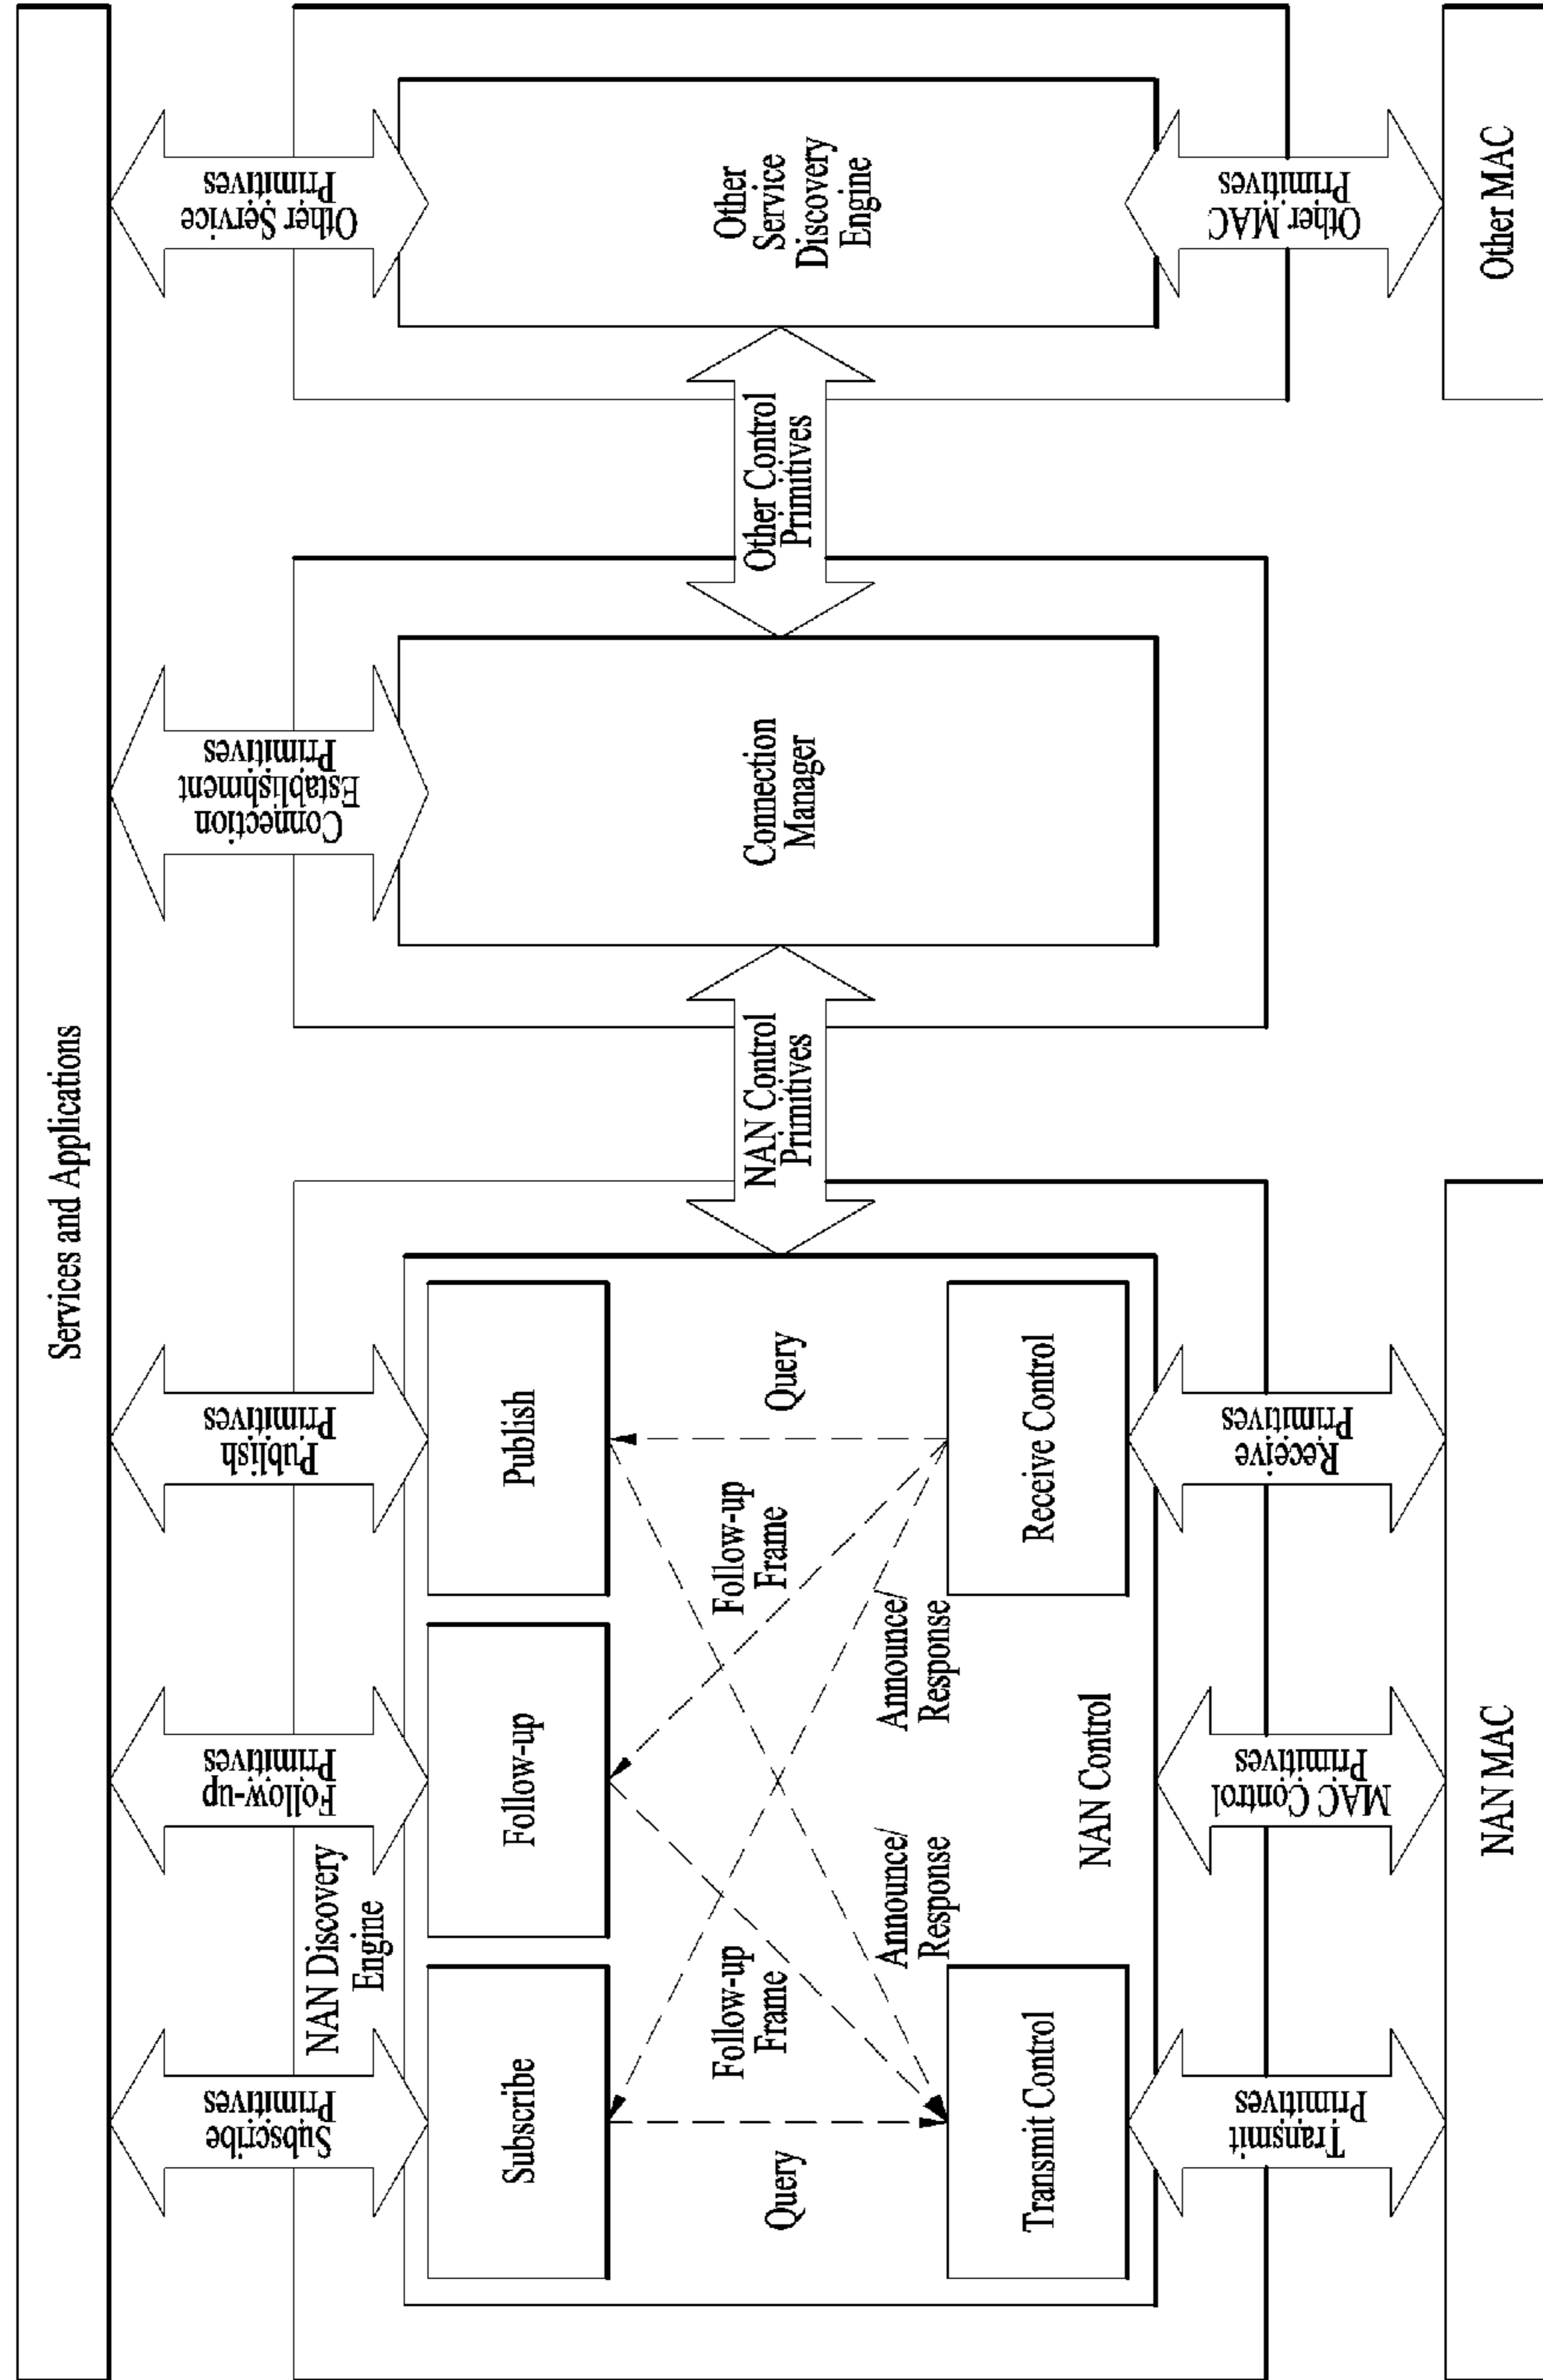 Services and Applications
Subscribe
Primitives
Follow-up
Primitives
Publish
Primitives
Connection
Establishment
Primitives
Other Service
Primitives
NAN Discovery
Engine
Subscribe
Follow-up
Publish
Query
Follow-up
Frame
Follow-up
Frame
Query
Announce/
Response
Announce/
Response
Transmit Control
Receive Control
NAN Control
NAN Control
Primitives
Connection
Manager
Other Control
Primitives
Other
Service
Discovery
Engine
Transmit
Primitives
MAC Control
Primitives
Receive
Primitives
Other MAC
Primitives
NAN MAC
Other MAC